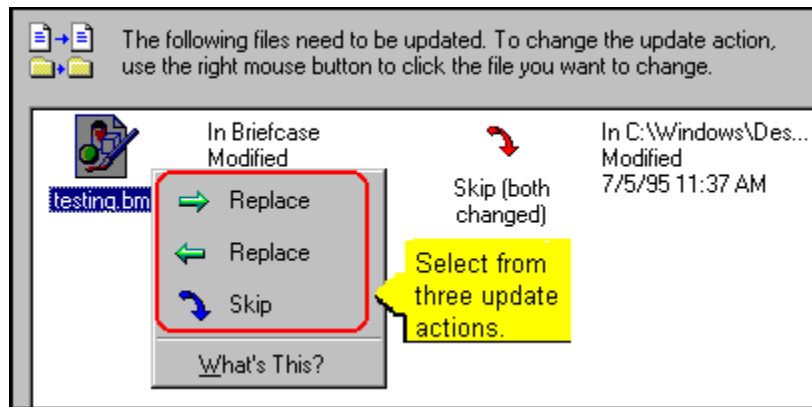 The following files need to be updated. To change the update action,
use the right mouse button to click the file you want to change.
In Briefcase
Modified
In C:\Windows\Des...
Modified
7/5/95 11:37 AM
testing.bm
Skip (both
changed)
Replace
Replace
Skip
What's This?
Select from
three update
actions.